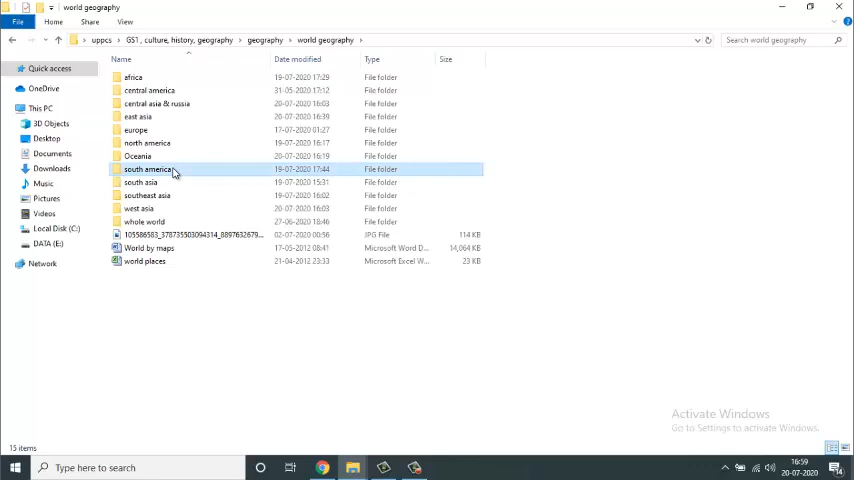 world geography
File Home Share View
uppcs GS1 , culture, history, geography geography world geography Search world geography
Name Date modified Type Size
Quick access
OneDrive
This PC
3D Objects
Desktop
Documents
Downloads
Music
Pictures
Videos
Local Disk (C:)
DATA (E:)
Network
africa 19-07-2020 17:29 File folder
central america 31-05-2020 17:12 File folder
central asia & russia 20-07-2020 16:03 File folder
east asia 20-07-2020 16:39 File folder
europe 17-07-2020 01:27 File folder
north america 19-07-2020 16:17 File folder
Oceania 20-07-2020 16:19 File folder
south america 19-07-2020 17:44 File folder
south asia 19-07-2020 15:31 File folder
southeast asia 19-07-2020 16:02 File folder
west asia 20-07-2020 16:03 File folder
whole world 27-06-2020 18:46 File folder
105586583_378735503094314_8897632679... 02-07-2020 00:56 JPG File 114 KB
World by maps 17-05-2012 08:41 Microsoft Word D... 14,064 KB
world places 21-04-2012 23:33 Microsoft Excel W... 23 KB
Activate Windows
Go to Settings to activate Windows.
15 items
Type here to search
16:59
20-07-2020